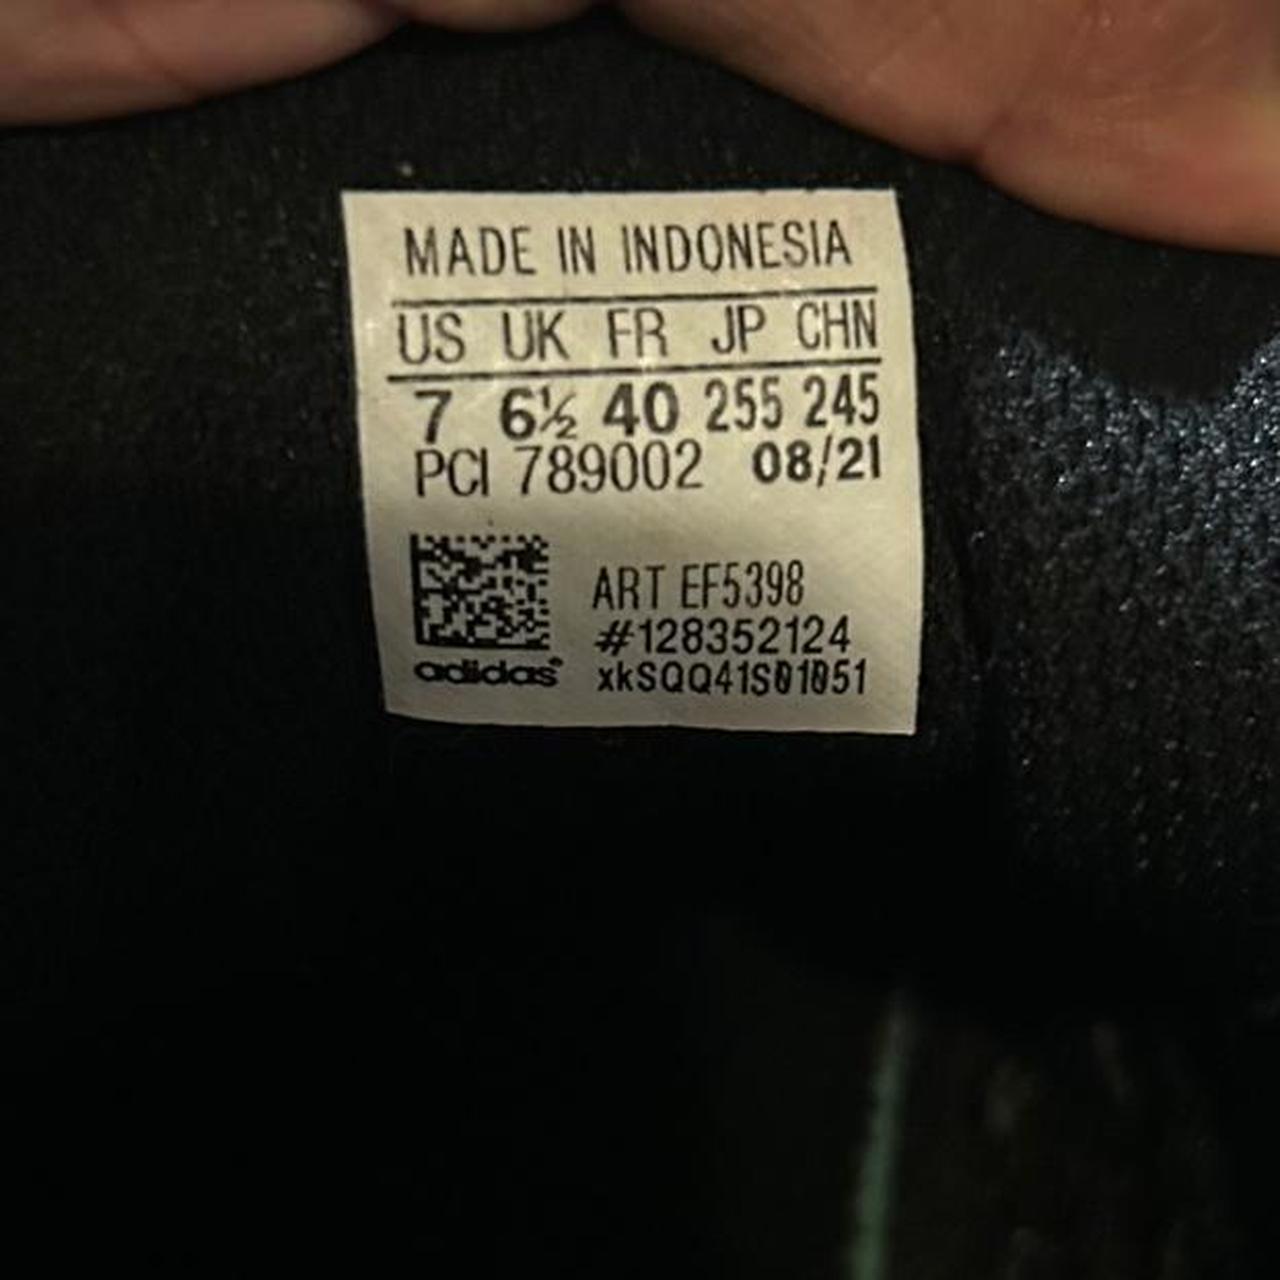 MADE IN INDONESIA
US UK FR JP CHN
7 6½ 40 255 245
PCI 789002 08/21
ART EF5398
#128352124
adidas® xkSQQ41S01051